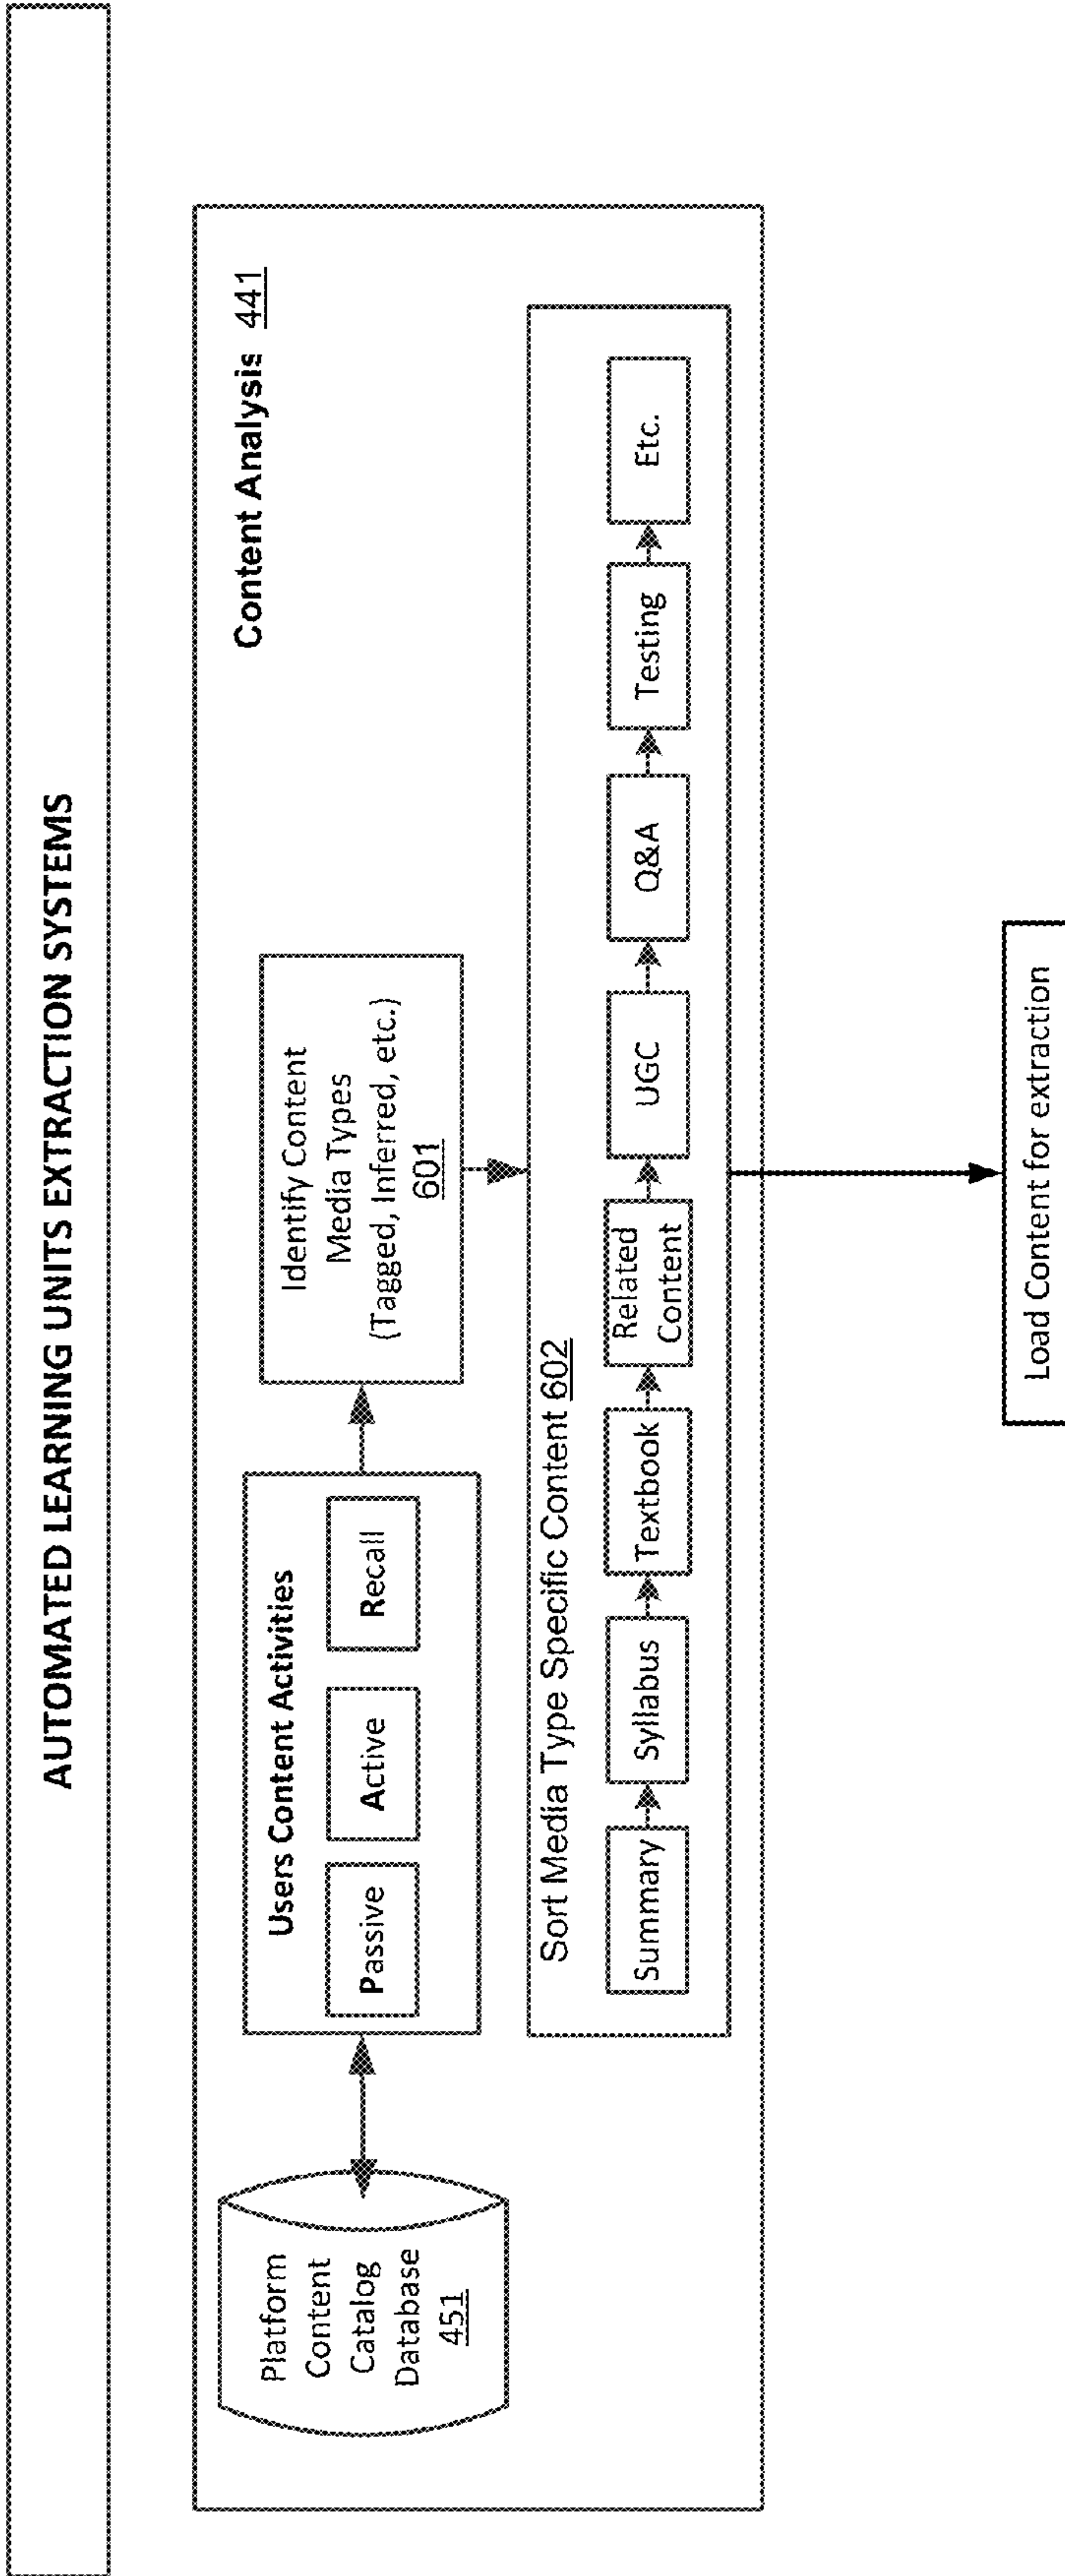 AUTOMATED LEARNING UNITS EXTRACTION SYSTEMS
Content Analysis 441
Platform
Content
Catalog
Database
451
Users Content Activities
Passive
Active
Recall
Identify Content
Media Types
(Tagged, Inferred, etc.)
601
Sort Media Type Specific Content 602
Summary
Syllabus
Textbook
Related
Content
UGC
Q&A
Testing
Etc.
Load Content for extraction